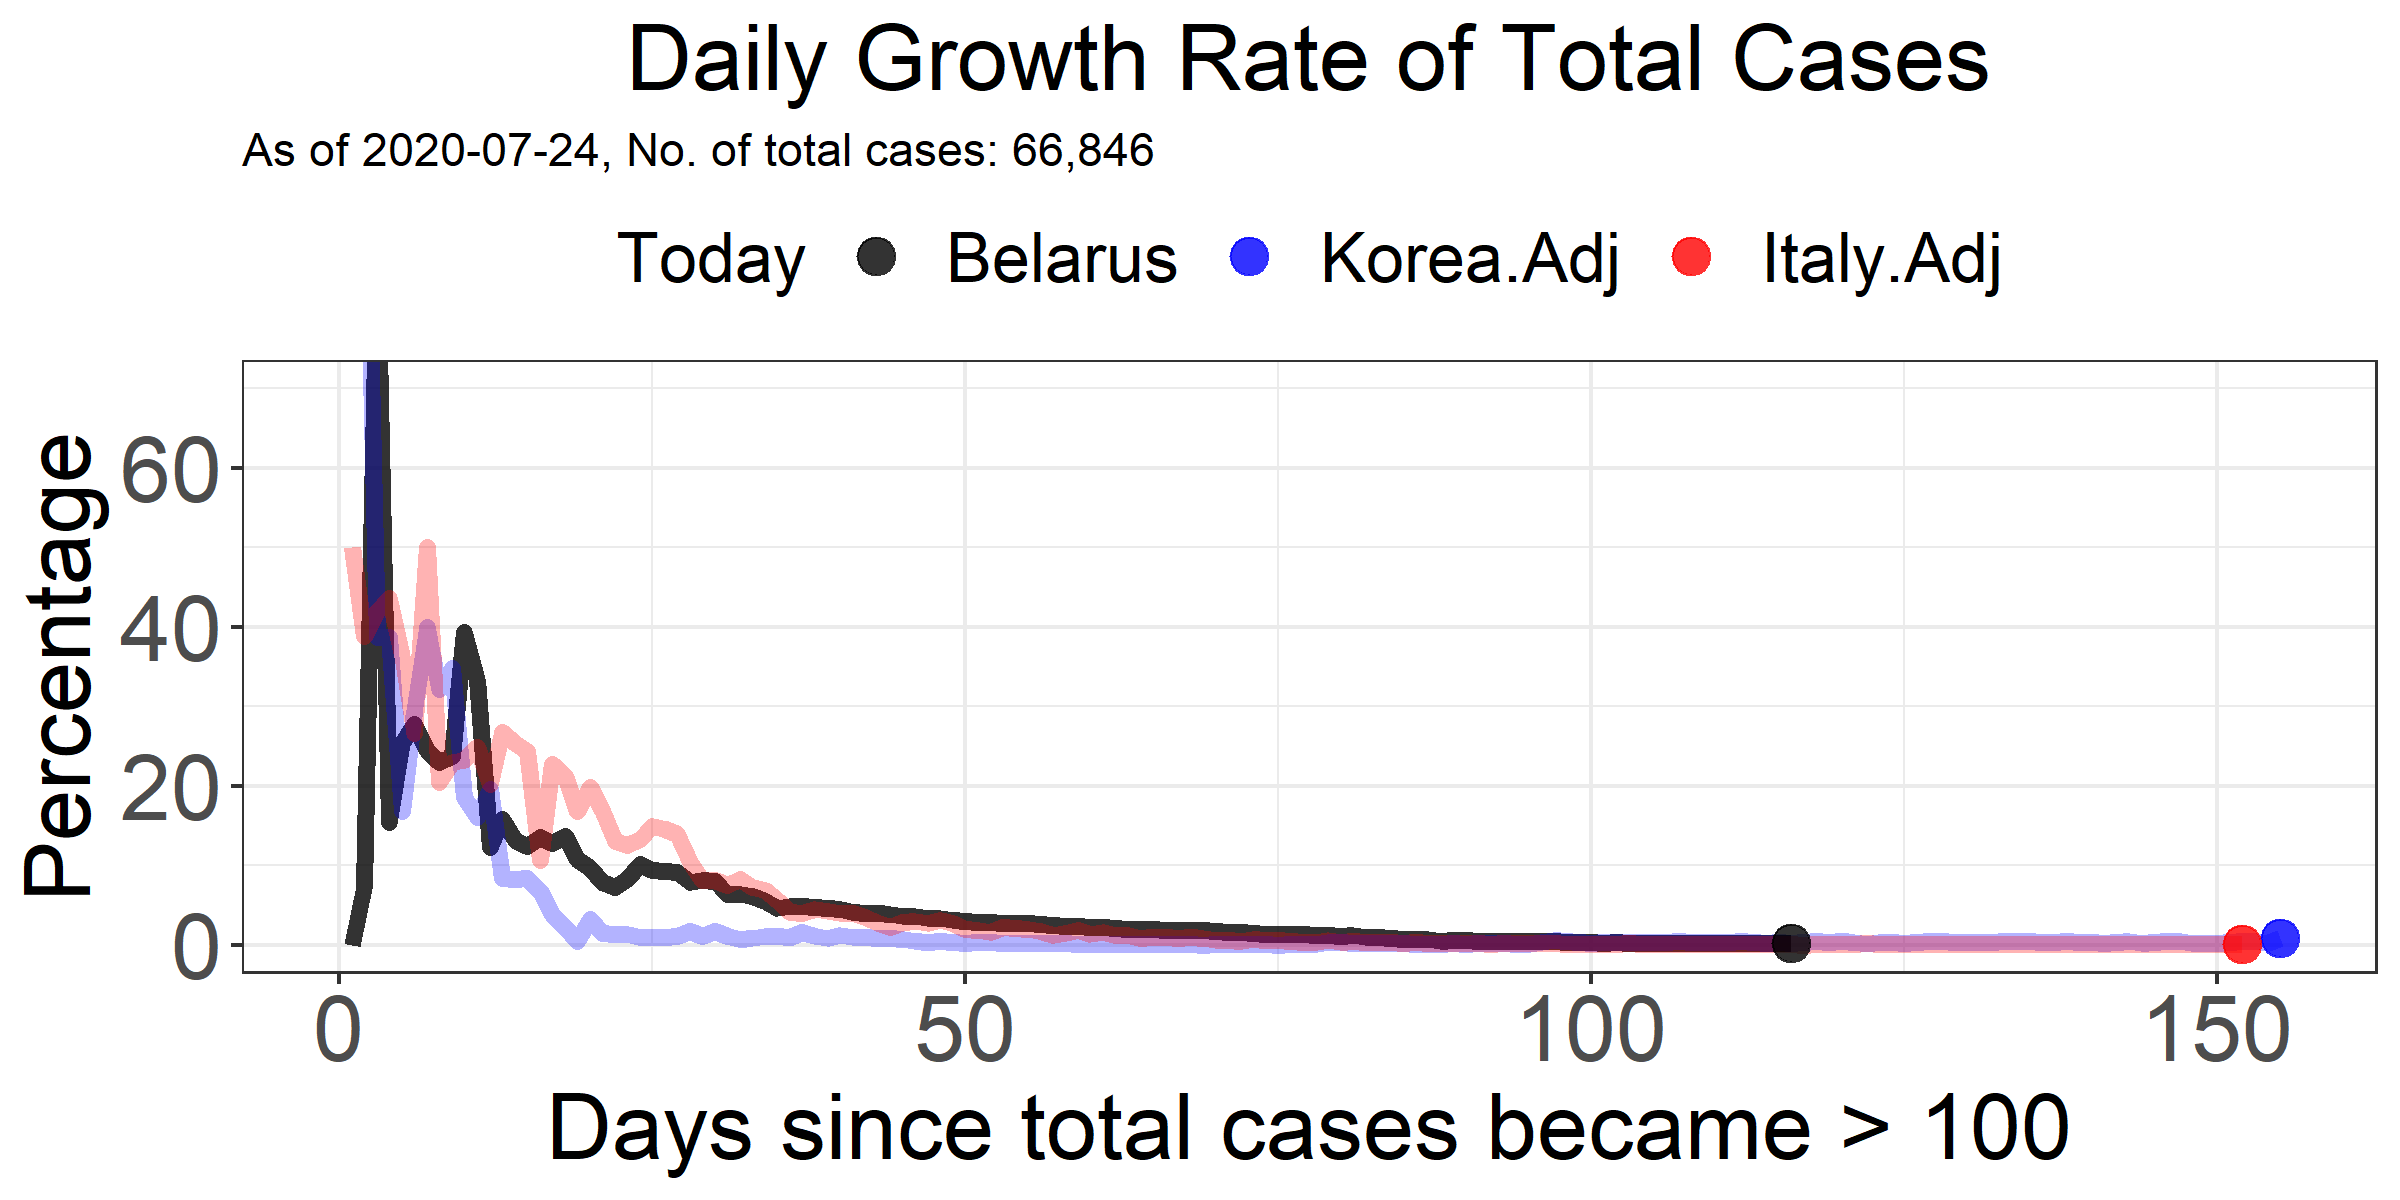 Daily Growth Rate of Total Cases
As of 2020-07-24, No. of total cases: 66,846
Today Belarus Korea.Adj Italy.Adj
Percentage
60
40
20
0
0 50 100 150
Days since total cases became > 100